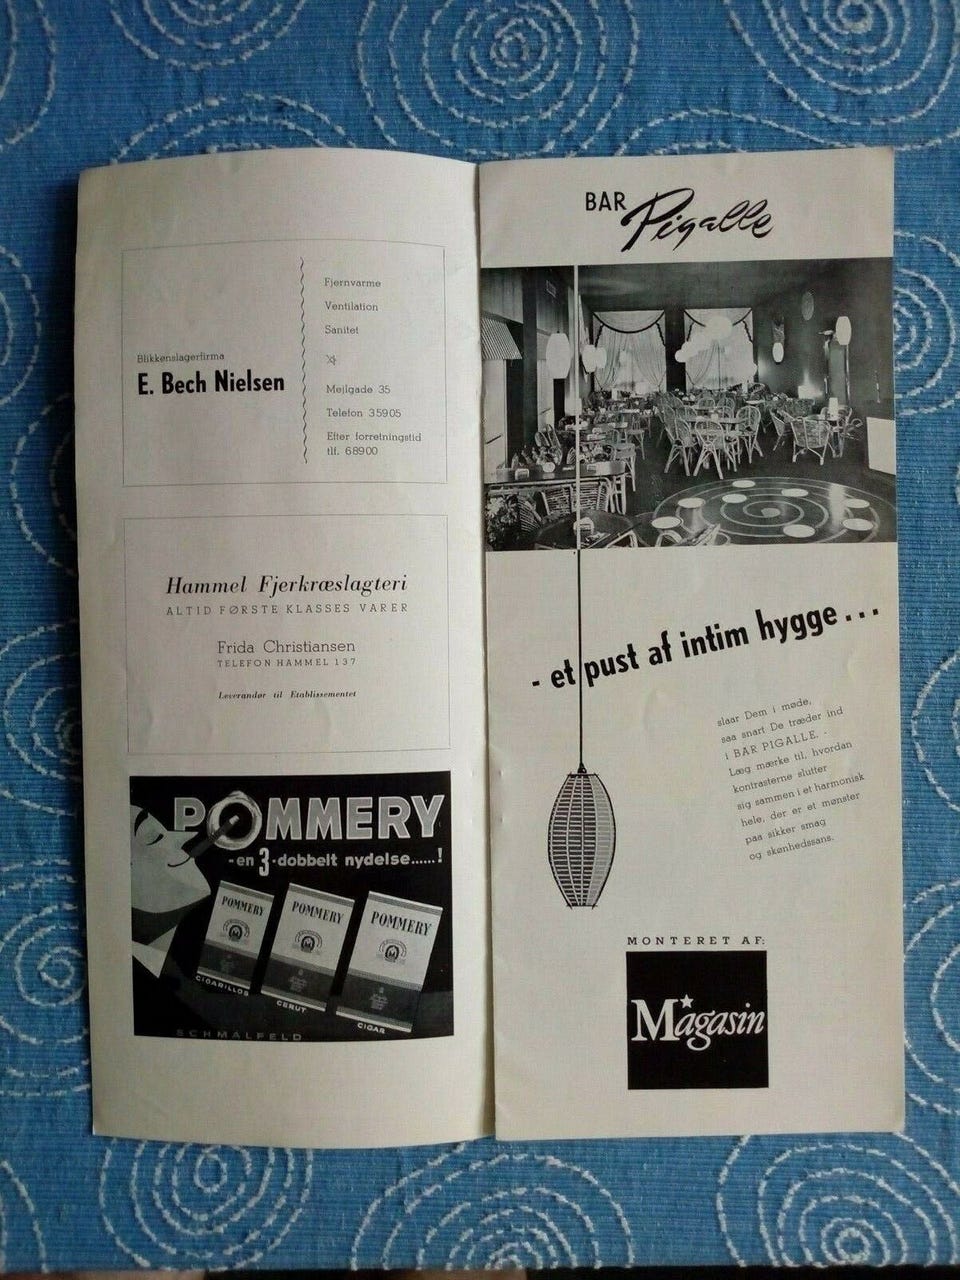 Blikkenslagerfirma
E. Bech Nielsen
Fjernvarme
Ventilation
Sanitet
Mejlgade 35
Telefon 35905
Efter forretningstid
tlf. 68900
Hammel Fjerkræslagteri
ALTID FØRSTE KLASSES VARER
Frida Christiansen
TELEFON HAMMEL 137
Leverandør til Etablissementet
POMMERY
- en 3-dobbelt nydelse......!
POMMERY
POMMERY
POMMERY
CIGARILLOS
CERUT
CIGAR
SCHMALFELD
BAR Pigalle
- et pust af intim hygge...
slaar Dem i møde,
saa snart De træder ind
i BAR PIGALLE. -
Læg mærke til, hvordan
kontrasterne slutter
sig sammen i et harmonisk
hele, der er et mønster
paa sikker smag
og skønhedssans.
MONTERET AF:
Magasin